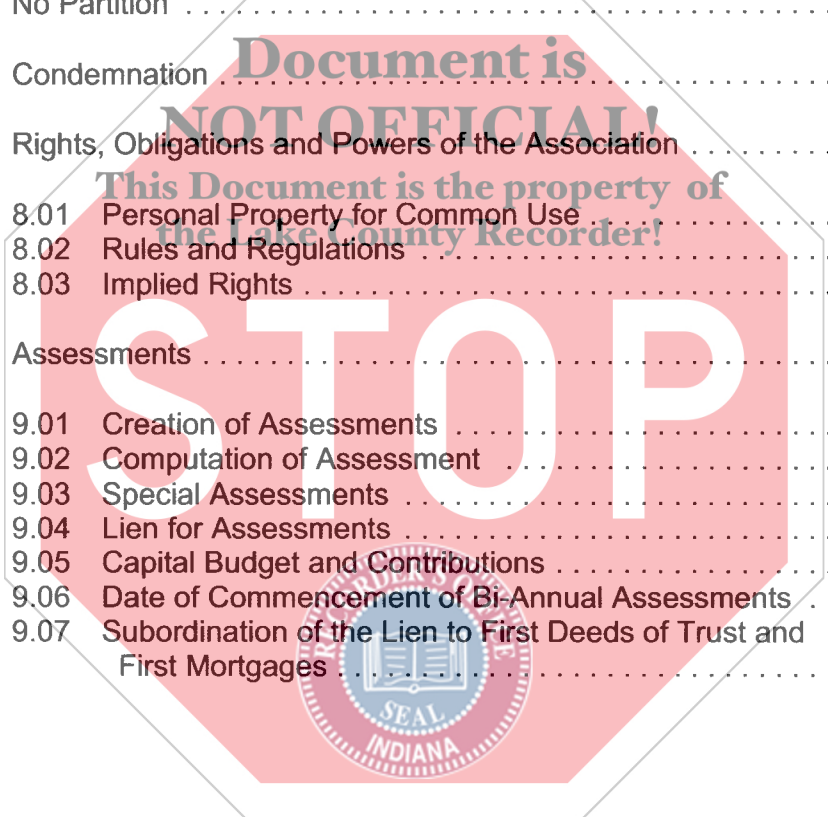 No Partition
Document is
Condemnation
NOT OFFICIAL!
Rights, Obligations and Powers of the Association
This Document is the property of
8.01 Personal Property for Common Use
the Lake County Recorder!
8.02 Rules and Regulations
8.03 Implied Rights
STOP
Assessments
9.01 Creation of Assessments
9.02 Computation of Assessment
9.03 Special Assessments
9.04 Lien for Assessments
9.05 Capital Budget and Contributions
9.06 Date of Commencement of Bi-Annual Assessments
9.07 Subordination of the Lien to First Deeds of Trust and
First Mortgages
RECORDER'S OFFICE
SEAL
INDIANA